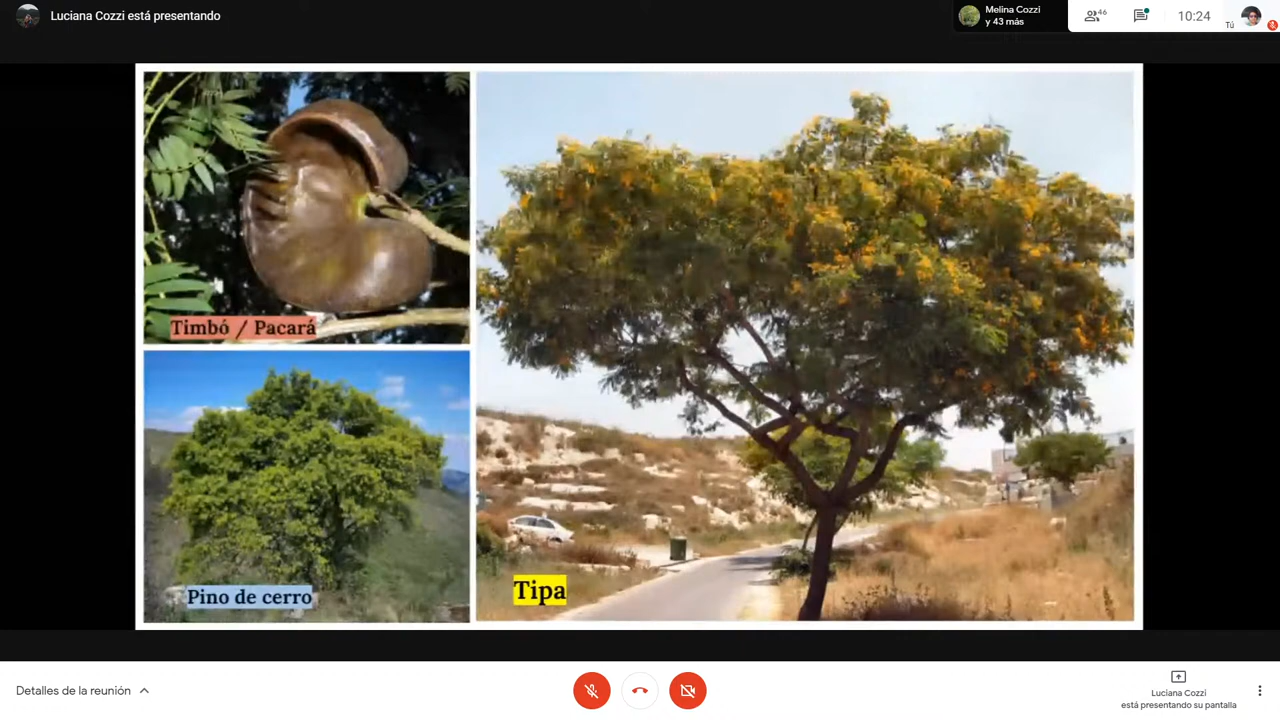 Luciana Cozzi está presentando
Melina Cozzi
y 43 más
46
10:24
Tú
Timbó / Pacará
Pino de cerro
Tipa
Detalles de la reunión
Luciana Cozzi
está presentando su pantalla